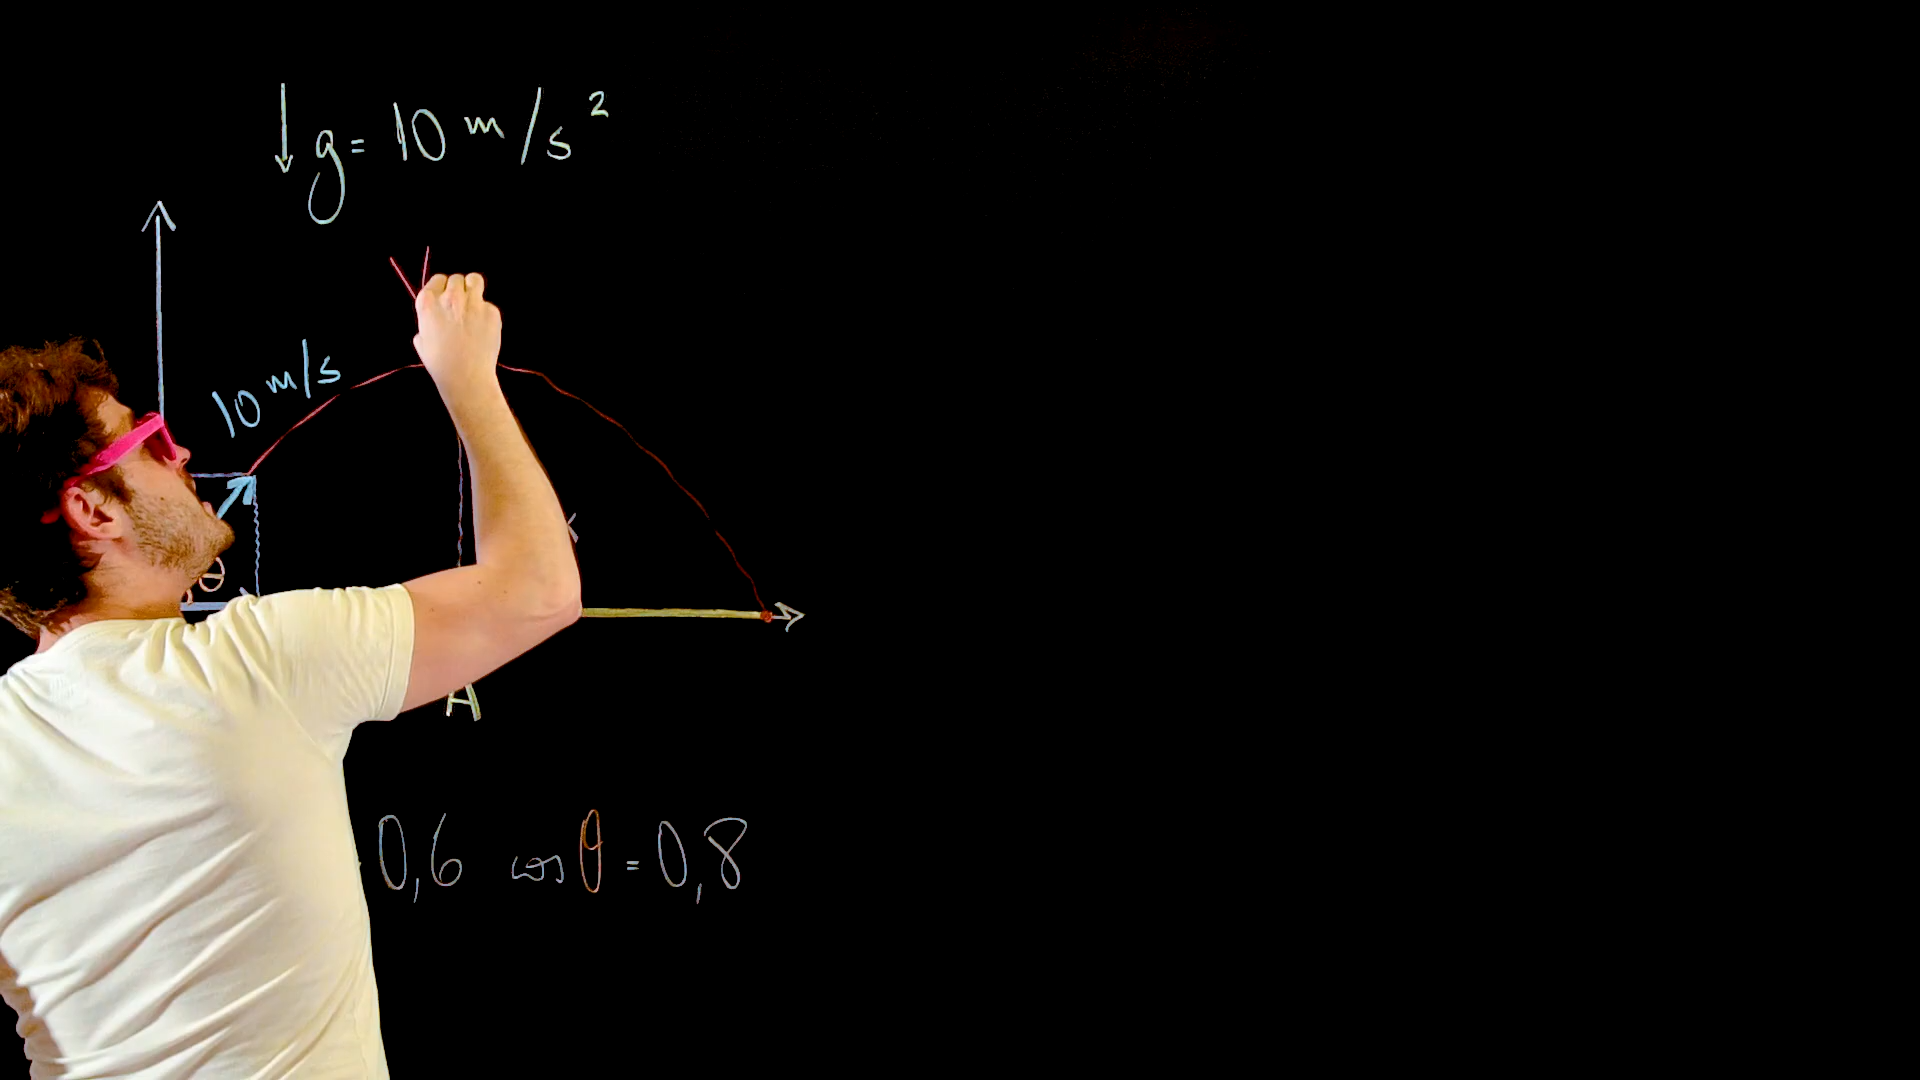 g = 10 m/s²
V
10 m/s
θ
A
0,6 cos θ = 0,8